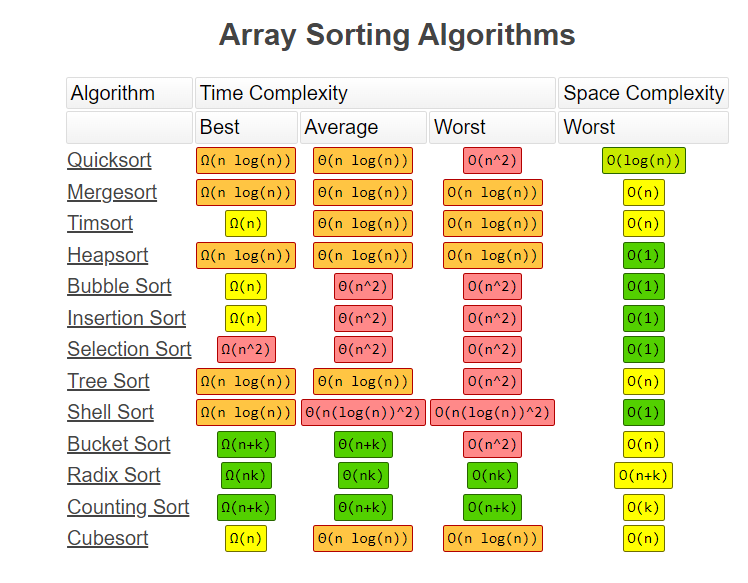 Array Sorting Algorithms
Algorithm Time Complexity Space Complexity
Best Average Worst Worst
Quicksort Ω(n log(n)) Θ(n log(n)) O(n^2) O(log(n))
Mergesort Ω(n log(n)) Θ(n log(n)) O(n log(n)) O(n)
Timsort Ω(n) Θ(n log(n)) O(n log(n)) O(n)
Heapsort Ω(n log(n)) Θ(n log(n)) O(n log(n)) O(1)
Bubble Sort Ω(n) Θ(n^2) O(n^2) O(1)
Insertion Sort Ω(n) Θ(n^2) O(n^2) O(1)
Selection Sort Ω(n^2) Θ(n^2) O(n^2) O(1)
Tree Sort Ω(n log(n)) Θ(n log(n)) O(n^2) O(n)
Shell Sort Ω(n log(n)) Θ(n(log(n))^2) O(n(log(n))^2) O(1)
Bucket Sort Ω(n+k) Θ(n+k) O(n^2) O(n)
Radix Sort Ω(nk) Θ(nk) O(nk) O(n+k)
Counting Sort Ω(n+k) Θ(n+k) O(n+k) O(k)
Cubesort Ω(n) Θ(n log(n)) O(n log(n)) O(n)